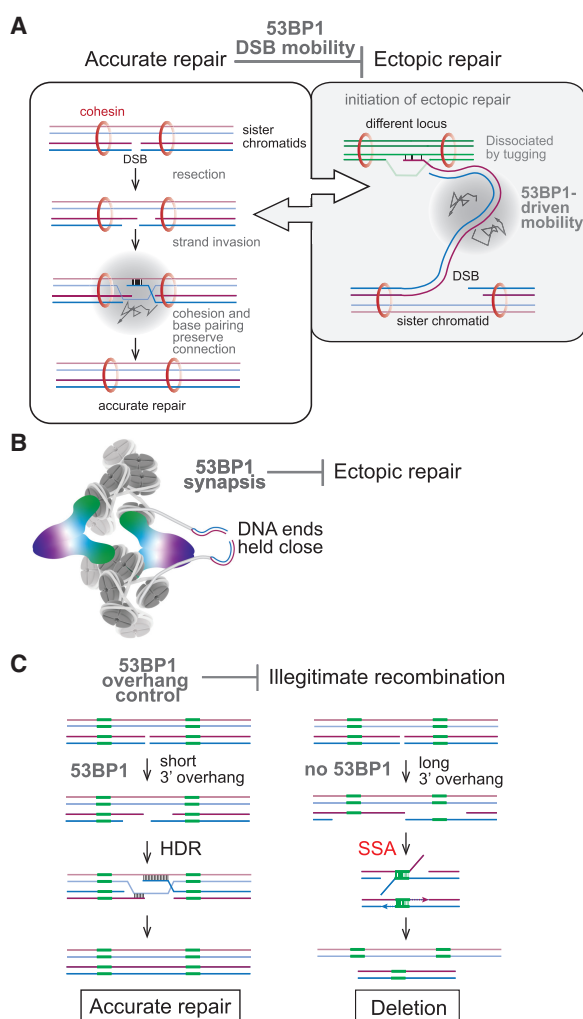 A
53BP1
DSB mobility
Accurate repair
Ectopic repair
cohesin
sister
chromatids
DSB
resection
strand invasion
cohesion and
base pairing
preserve
connection
accurate repair
initiation of ectopic repair
different locus
Dissociated
by tugging
53BP1-
driven
mobility
DSB
sister chromatid
B
53BP1
synapsis
Ectopic repair
DNA ends
held close
C
53BP1
overhang
control
Illegitimate recombination
53BP1
short
3' overhang
HDR
Accurate repair
no 53BP1
long
3' overhang
SSA
Deletion